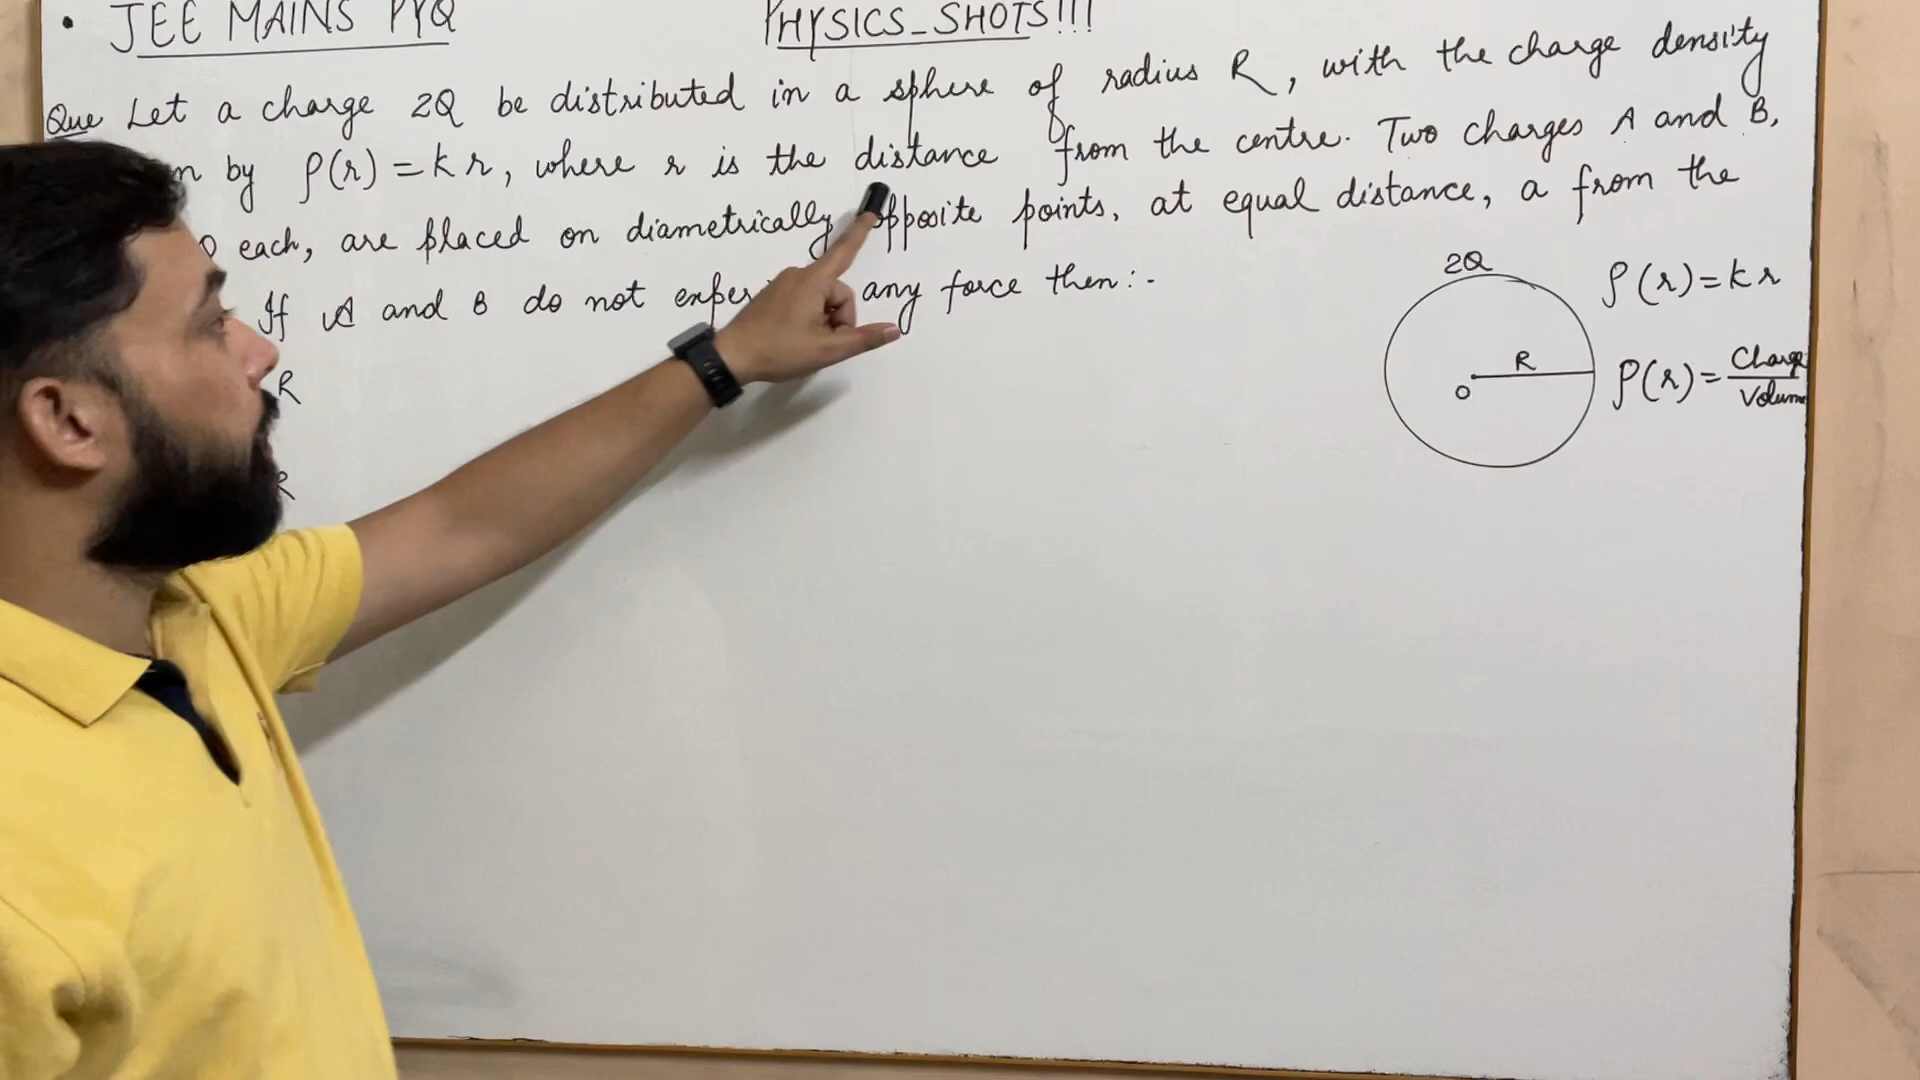 • JEE MAINS PYQ
PHYSICS_SHOTS!!!
Que Let a charge 2Q be distributed in a sphere of radius R, with the charge density
by ρ(r) = kr, where r is the distance from the centre. Two charges A and B,
each, are placed on diametrically opposite points, at equal distance, a from the
If A and B do not any force then:-
R
R
2Q
ρ(r) = kr
R
O
ρ(r) = Charge/Volume